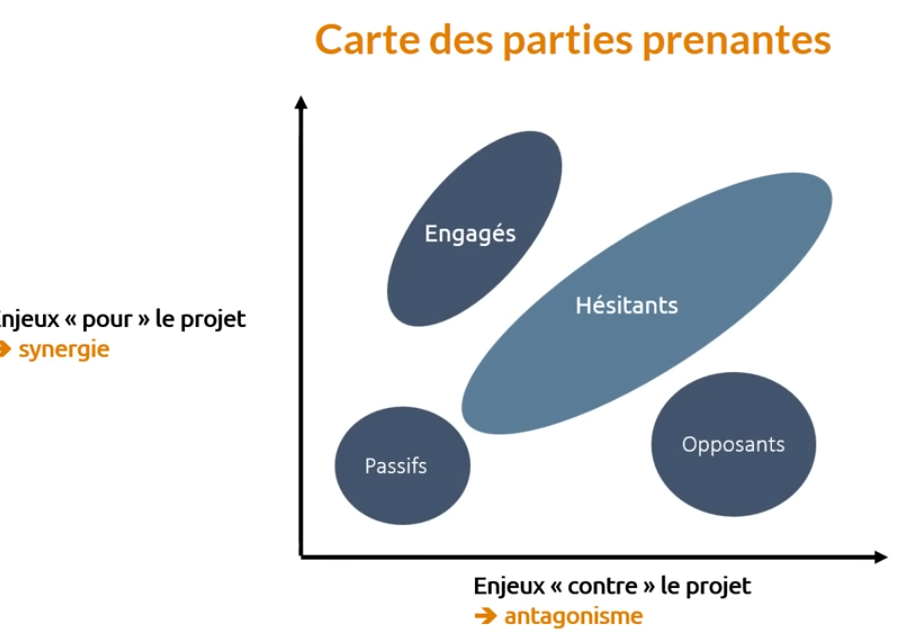 Carte des parties prenantes
Engagés
Hésitants
njeux « pour » le projet
➔ synergie
Opposants
Passifs
Enjeux « contre » le projet
➔ antagonisme